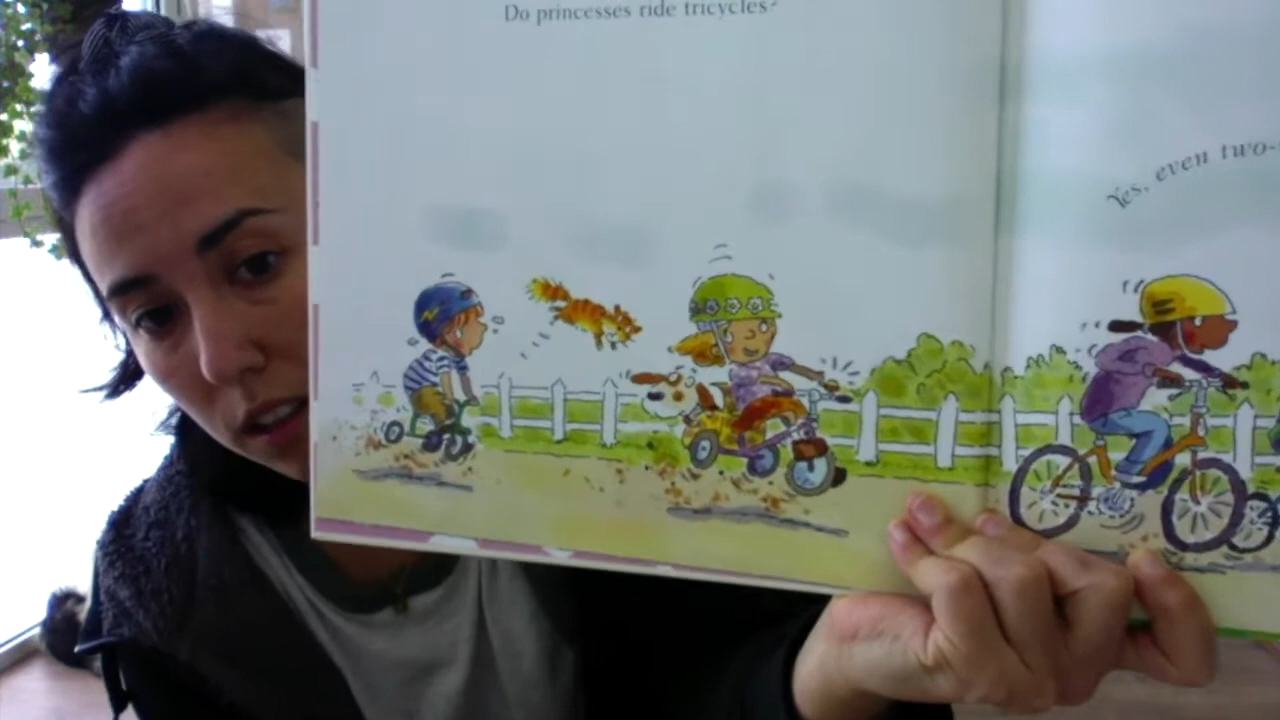 Do princesses ride tricycles?
Yes, even two-